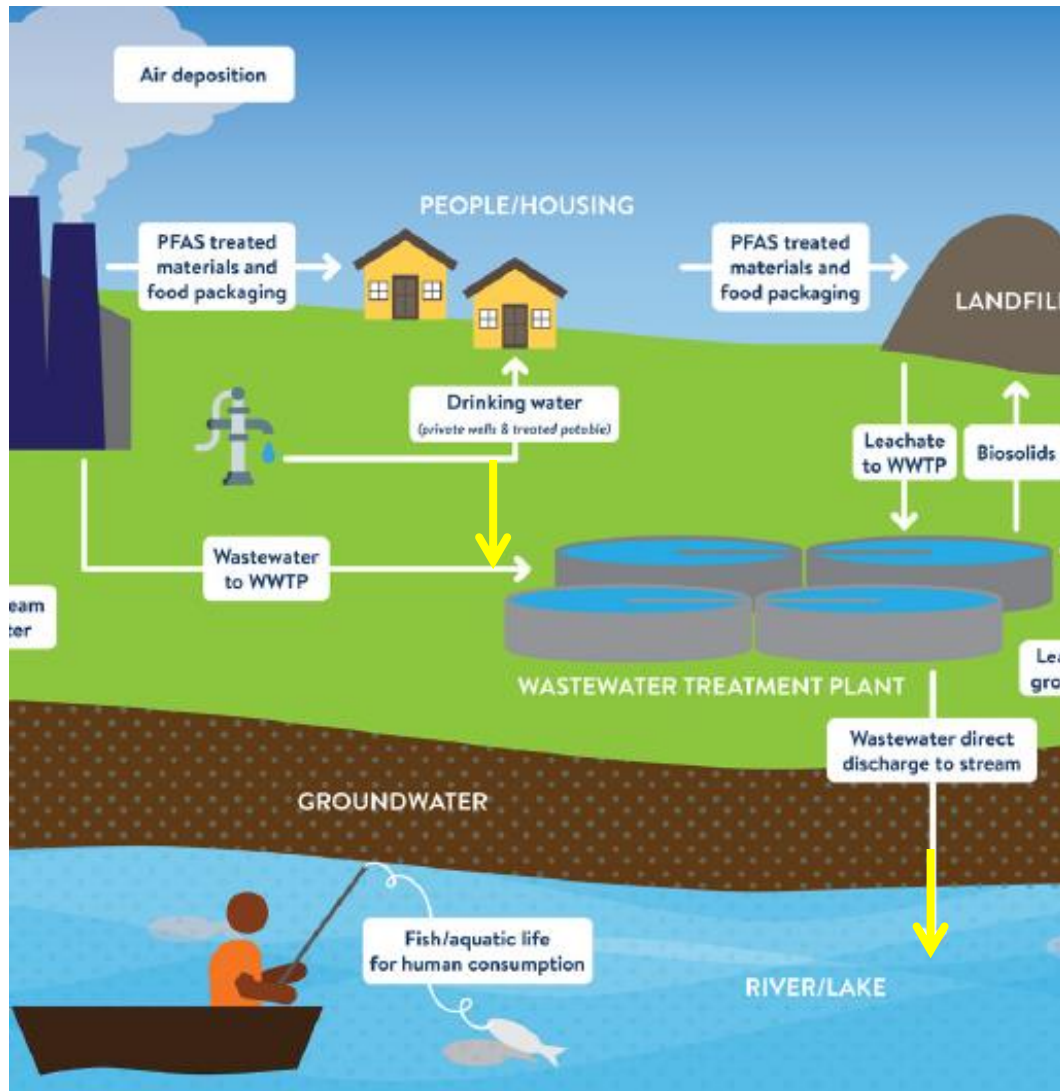 Air deposition
PEOPLE/HOUSING
PFAS treated
materials and
food packaging
PFAS treated
materials and
food packaging
LANDFILL
Drinking water
(private wells & treated potable)
Leachate
to WWTP
Biosolids
Wastewater
to WWTP
WASTEWATER TREATMENT PLANT
Wastewater direct
discharge to stream
GROUNDWATER
Fish/aquatic life
for human consumption
RIVER/LAKE